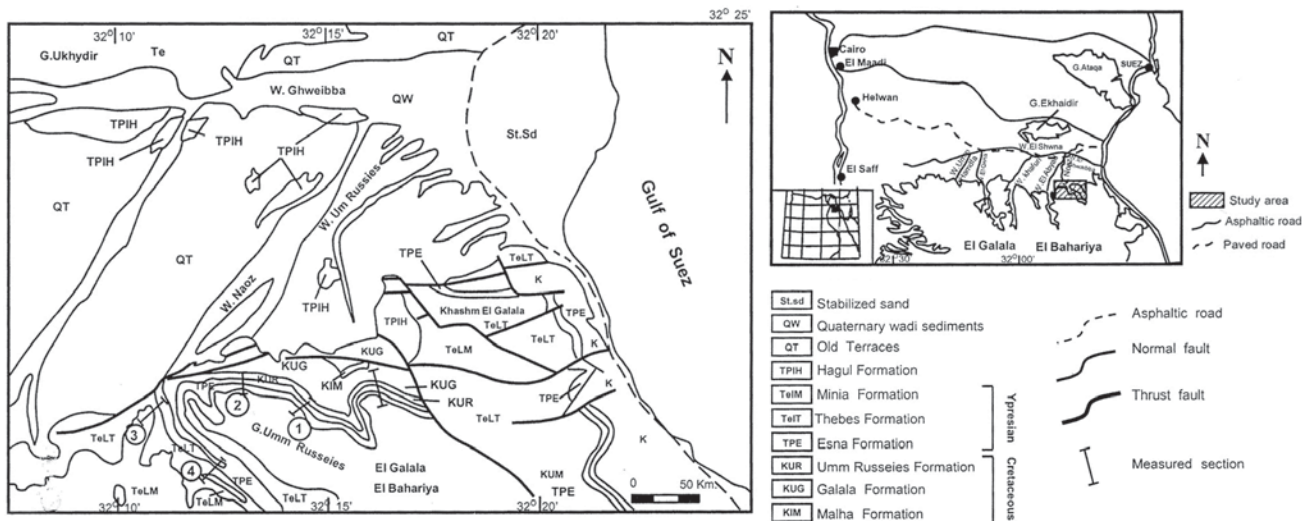 32° 10'
32° 15'
32° 20'
32° 25'
G.Ukhydir
Te
QT
QT
W. Ghweibba
QW
N
TPIH
TPIH
TPIH
TPIH
TPIH
St.Sd
QT
QT
W. Um Russies
Gulf of Suez
W. Naoz
TPIH
TPE
TeLT
K
Khashm El Galala
TPE
TPIH
TeLT
TeLM
TeLT
K
KUG
KUG
TPE
KUR
KIM
KUG
KUR
K
TPE
2
1
3
4
TeLT
TeLT
TeLT
G.Umm Russeies
El Galala
El Bahariya
TPE
TeLM
TeLM
TeLT
KUM
TPE
K
0 50 Km.
32° 10'
32° 15'
32° 20'
Cairo
El Maadi
Helwan
El Saff
G.Ataqa
SUEZ
G.Ekhaidir
W.El Shwna
N
El Galala El Bahariya
32° 00'
Study area
Asphaltic road
Paved road
St.sd Stabilized sand
QW Quaternary wadi sediments
QT Old Terraces
TPIH Hagul Formation
TelM Minia Formation
TelT Thebes Formation
TPE Esna Formation
KUR Umm Russeies Formation
KUG Galala Formation
KIM Malha Formation
Ypresian
Cretaceous
Asphaltic road
Normal fault
Thrust fault
Measured section